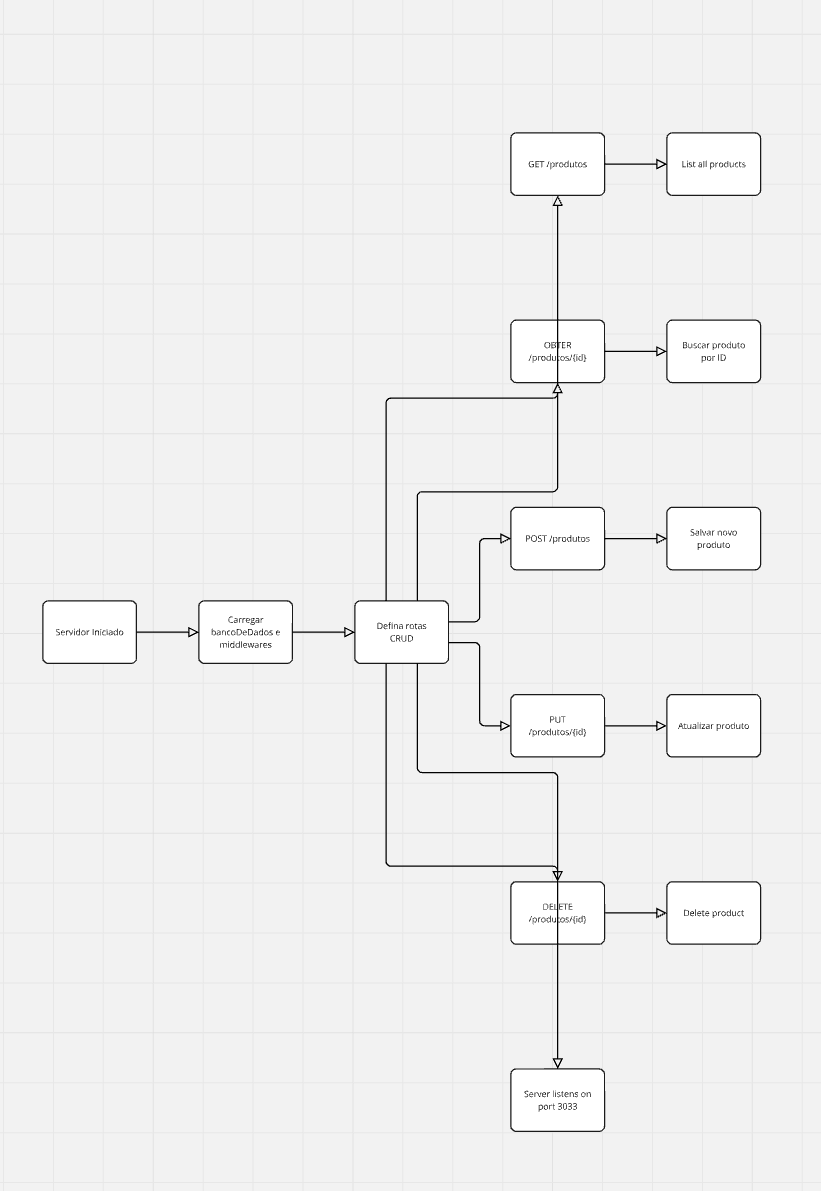 GET /produtos
List all products
OBTER
/produtos/{id}
Buscar produto
por ID
POST /produtos
Salvar novo
produto
Servidor Iniciado
Carregar
bancoDeDados e
middlewares
Defina rotas
CRUD
PUT
/produtos/{id}
Atualizar produto
DELETE
/produtos/{id}
Delete product
Server listens on
port 3033